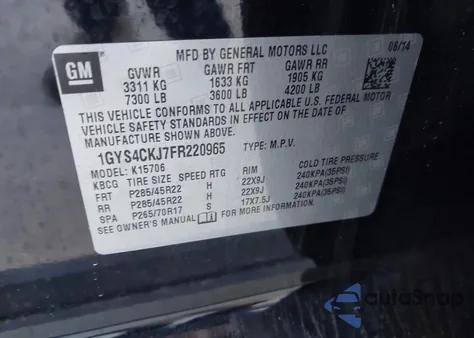 GM
MFD BY GENERAL MOTORS LLC 08/14
GVWR GAWR FRT GAWR RR
3311 KG 1633 KG 1905 KG
7300 LB 3600 LB 4200 LB
THIS VEHICLE CONFORMS TO ALL APPLICABLE U.S. FEDERAL MOTOR
VEHICLE SAFETY AND THEFT PREVENTION STANDARDS IN EFFECT
ON THE DATE OF MANUFACTURE SHOWN ABOVE.
1GYS4CKJ7FR220965 TYPE: M.P.V.
MODEL: K15706
KBCG TIRE SIZE SPEED RTG RIM COLD TIRE PRESSURE
FRT P285/45R22 H 22X9J 240KPA(35PSI)
RR P285/45R22 H 22X9J 240KPA(35PSI)
SPA P265/70R17 S 17X7.5J 240KPA(35PSI)
SEE OWNER'S MANUAL
autoSnap